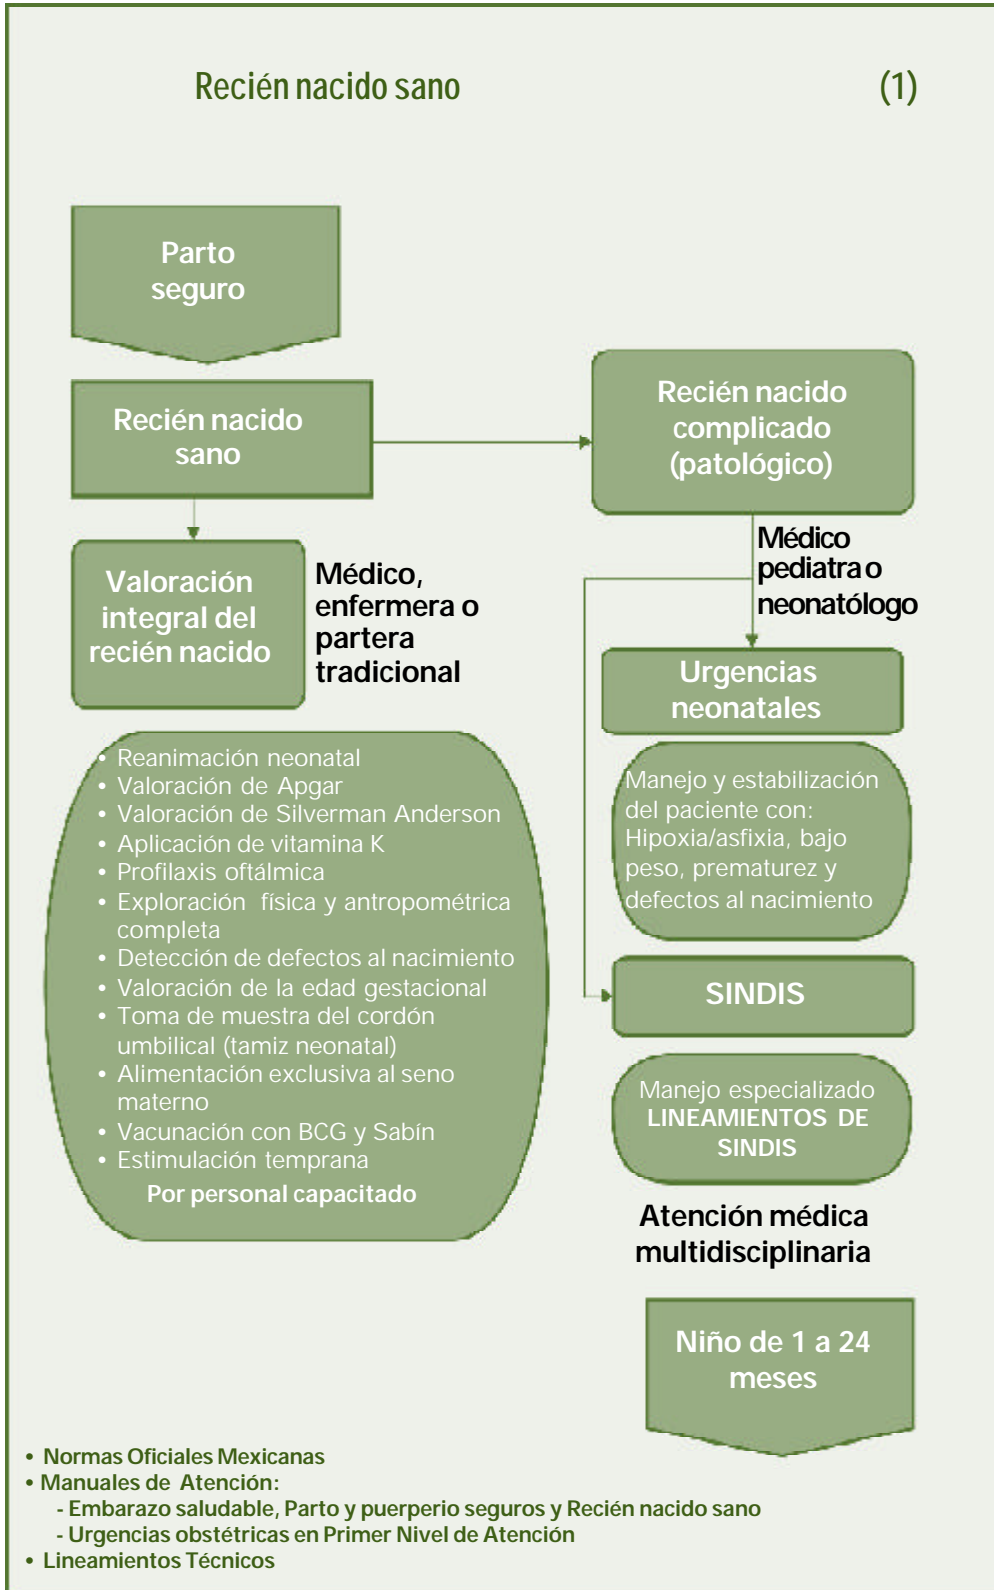 Recién nacido sano
(1)
Parto
seguro
Recién nacido
sano
Recién nacido
complicado
(patológico)
Valoración
integral del
recién nacido
Médico,
enfermera o
partera
tradicional
Médico
pediatra o
neonatólogo
Urgencias
neonatales
• Reanimación neonatal
• Valoración de Apgar
• Valoración de Silverman Anderson
• Aplicación de vitamina K
• Profilaxis oftálmica
• Exploración física y antropométrica
completa
• Detección de defectos al nacimiento
• Valoración de la edad gestacional
• Toma de muestra del cordón
umbilical (tamiz neonatal)
• Alimentación exclusiva al seno
materno
• Vacunación con BCG y Sabín
• Estimulación temprana
Por personal capacitado
Manejo y estabilización
del paciente con:
Hipoxia/asfixia, bajo
peso, prematurez y
defectos al nacimiento
SINDIS
Manejo especializado
LINEAMIENTOS DE
SINDIS
Atención médica
multidisciplinaria
Niño de 1 a 24
meses
• Normas Oficiales Mexicanas
• Manuales de Atención:
- Embarazo saludable, Parto y puerperio seguros y Recién nacido sano
- Urgencias obstétricas en Primer Nivel de Atención
• Lineamientos Técnicos